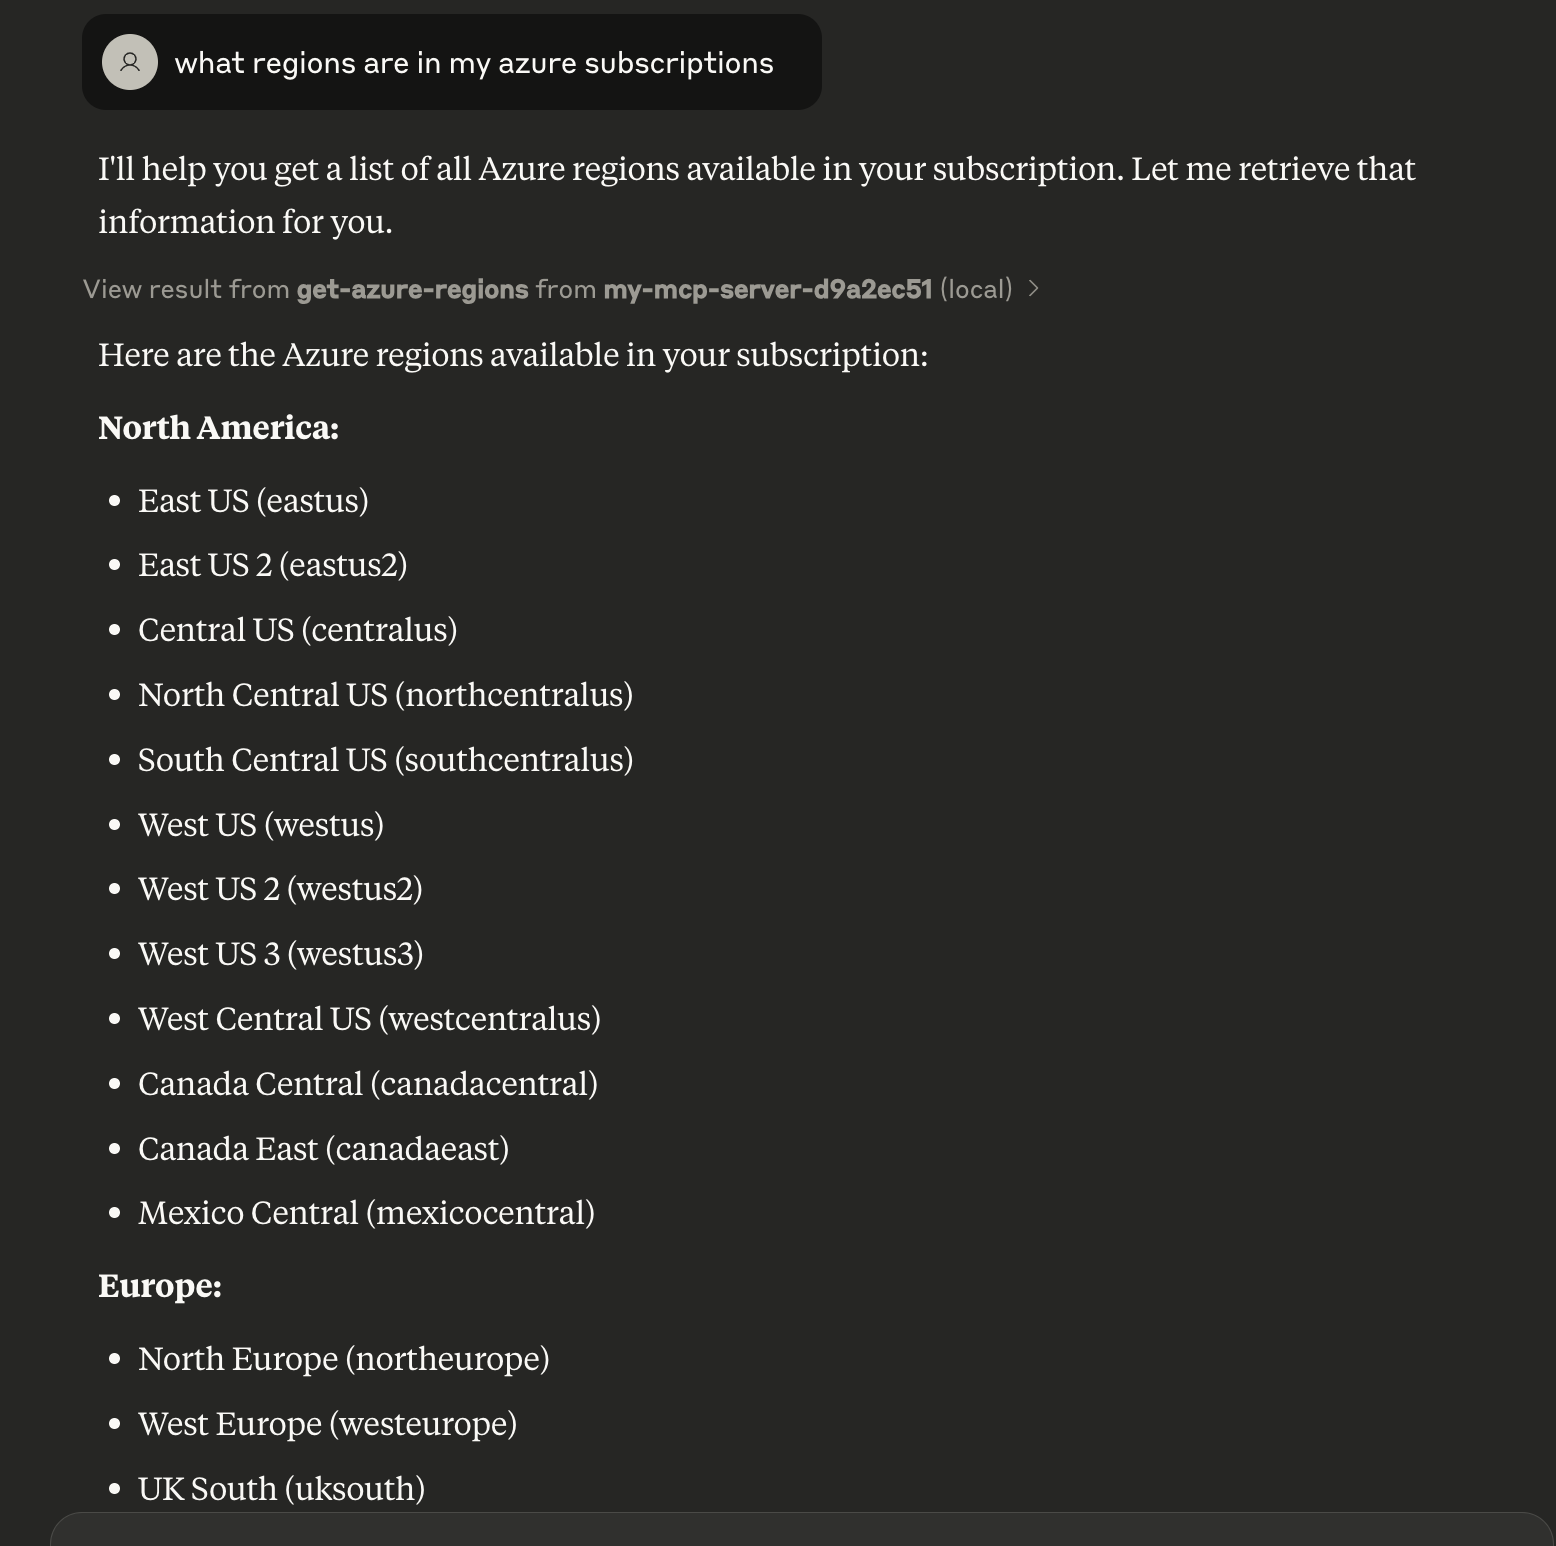 what regions are in my azure subscriptions
I'll help you get a list of all Azure regions available in your subscription. Let me retrieve that
information for you.
View result from get-azure-regions from my-mcp-server-d9a2ec51 (local)
Here are the Azure regions available in your subscription:
North America:
East US (eastus)
East US 2 (eastus2)
Central US (centralus)
North Central US (northcentralus)
South Central US (southcentralus)
West US (westus)
West US 2 (westus2)
West US 3 (westus3)
West Central US (westcentralus)
Canada Central (canadacentral)
Canada East (canadaeast)
Mexico Central (mexicocentral)
Europe:
North Europe (northeurope)
West Europe (westeurope)
UK South (uksouth)